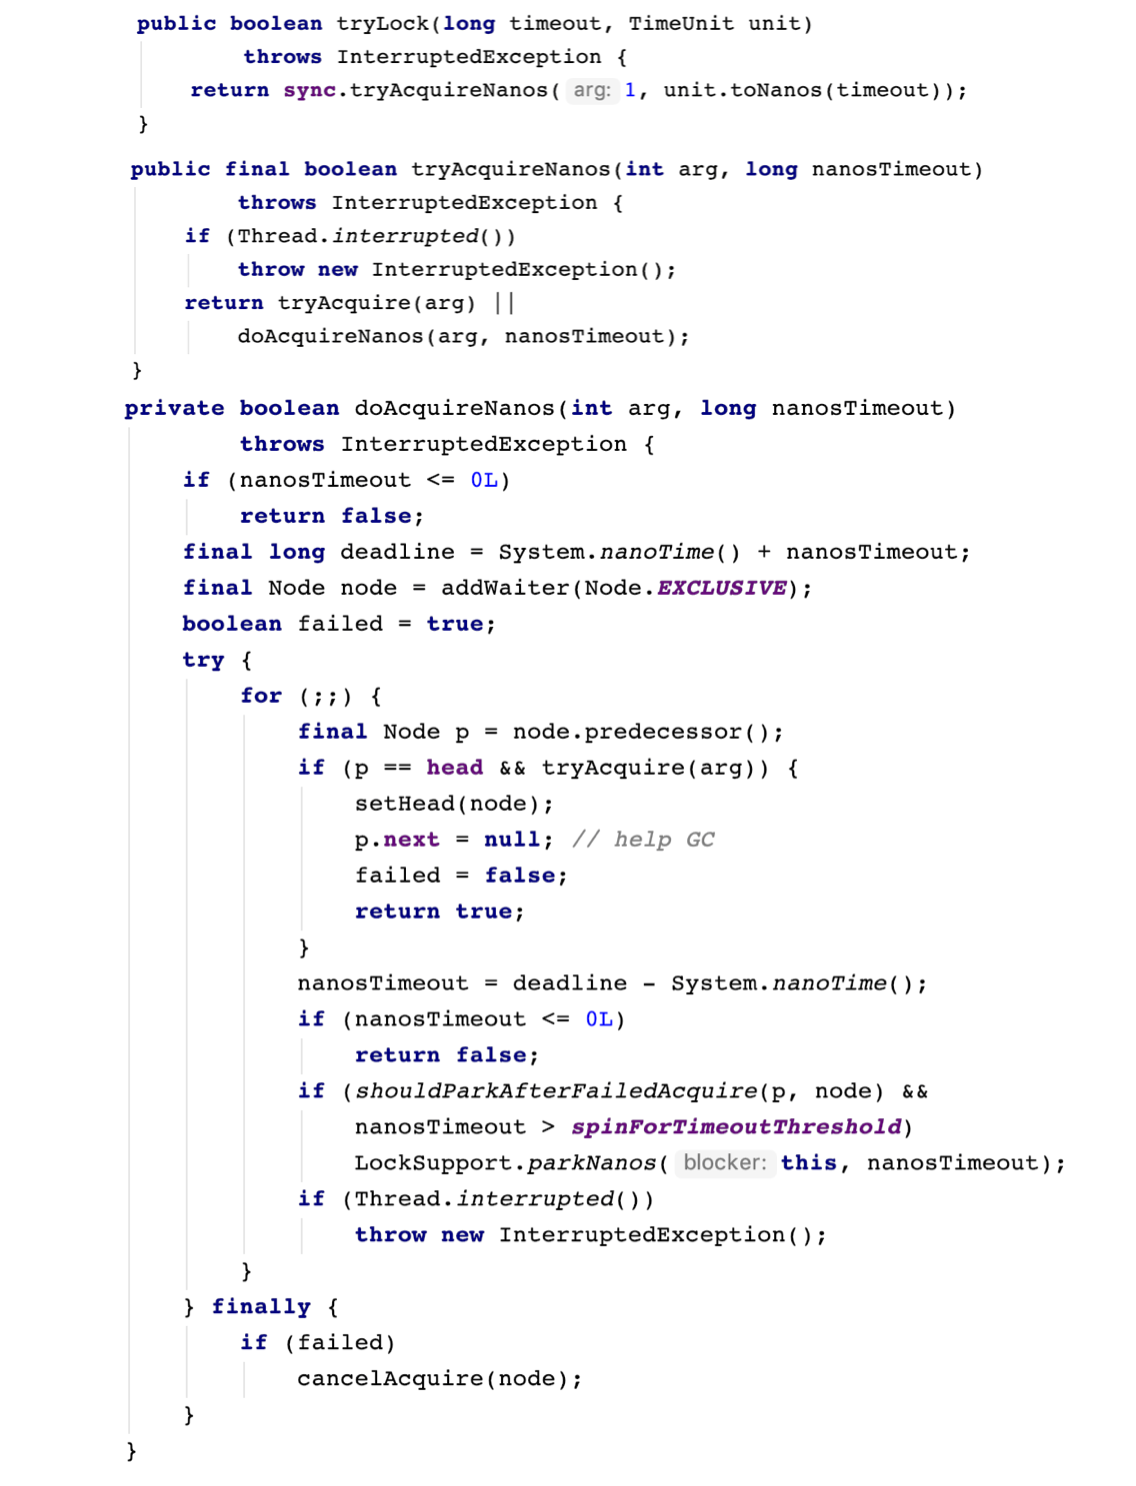 public boolean tryLock(long timeout, TimeUnit unit)
throws InterruptedException {
return sync.tryAcquireNanos( arg: 1, unit.toNanos(timeout));
}
public final boolean tryAcquireNanos(int arg, long nanosTimeout)
throws InterruptedException {
if (Thread.interrupted())
throw new InterruptedException();
return tryAcquire(arg) ||
doAcquireNanos(arg, nanosTimeout);
}
private boolean doAcquireNanos(int arg, long nanosTimeout)
throws InterruptedException {
if (nanosTimeout <= 0L)
return false;
final long deadline = System.nanoTime() + nanosTimeout;
final Node node = addWaiter(Node.EXCLUSIVE);
boolean failed = true;
try {
for (;;) {
final Node p = node.predecessor();
if (p == head && tryAcquire(arg)) {
setHead(node);
p.next = null; // help GC
failed = false;
return true;
}
nanosTimeout = deadline - System.nanoTime();
if (nanosTimeout <= 0L)
return false;
if (shouldParkAfterFailedAcquire(p, node) &&
nanosTimeout > spinForTimeoutThreshold)
LockSupport.parkNanos( blocker: this, nanosTimeout);
if (Thread.interrupted())
throw new InterruptedException();
}
} finally {
if (failed)
cancelAcquire(node);
}
}